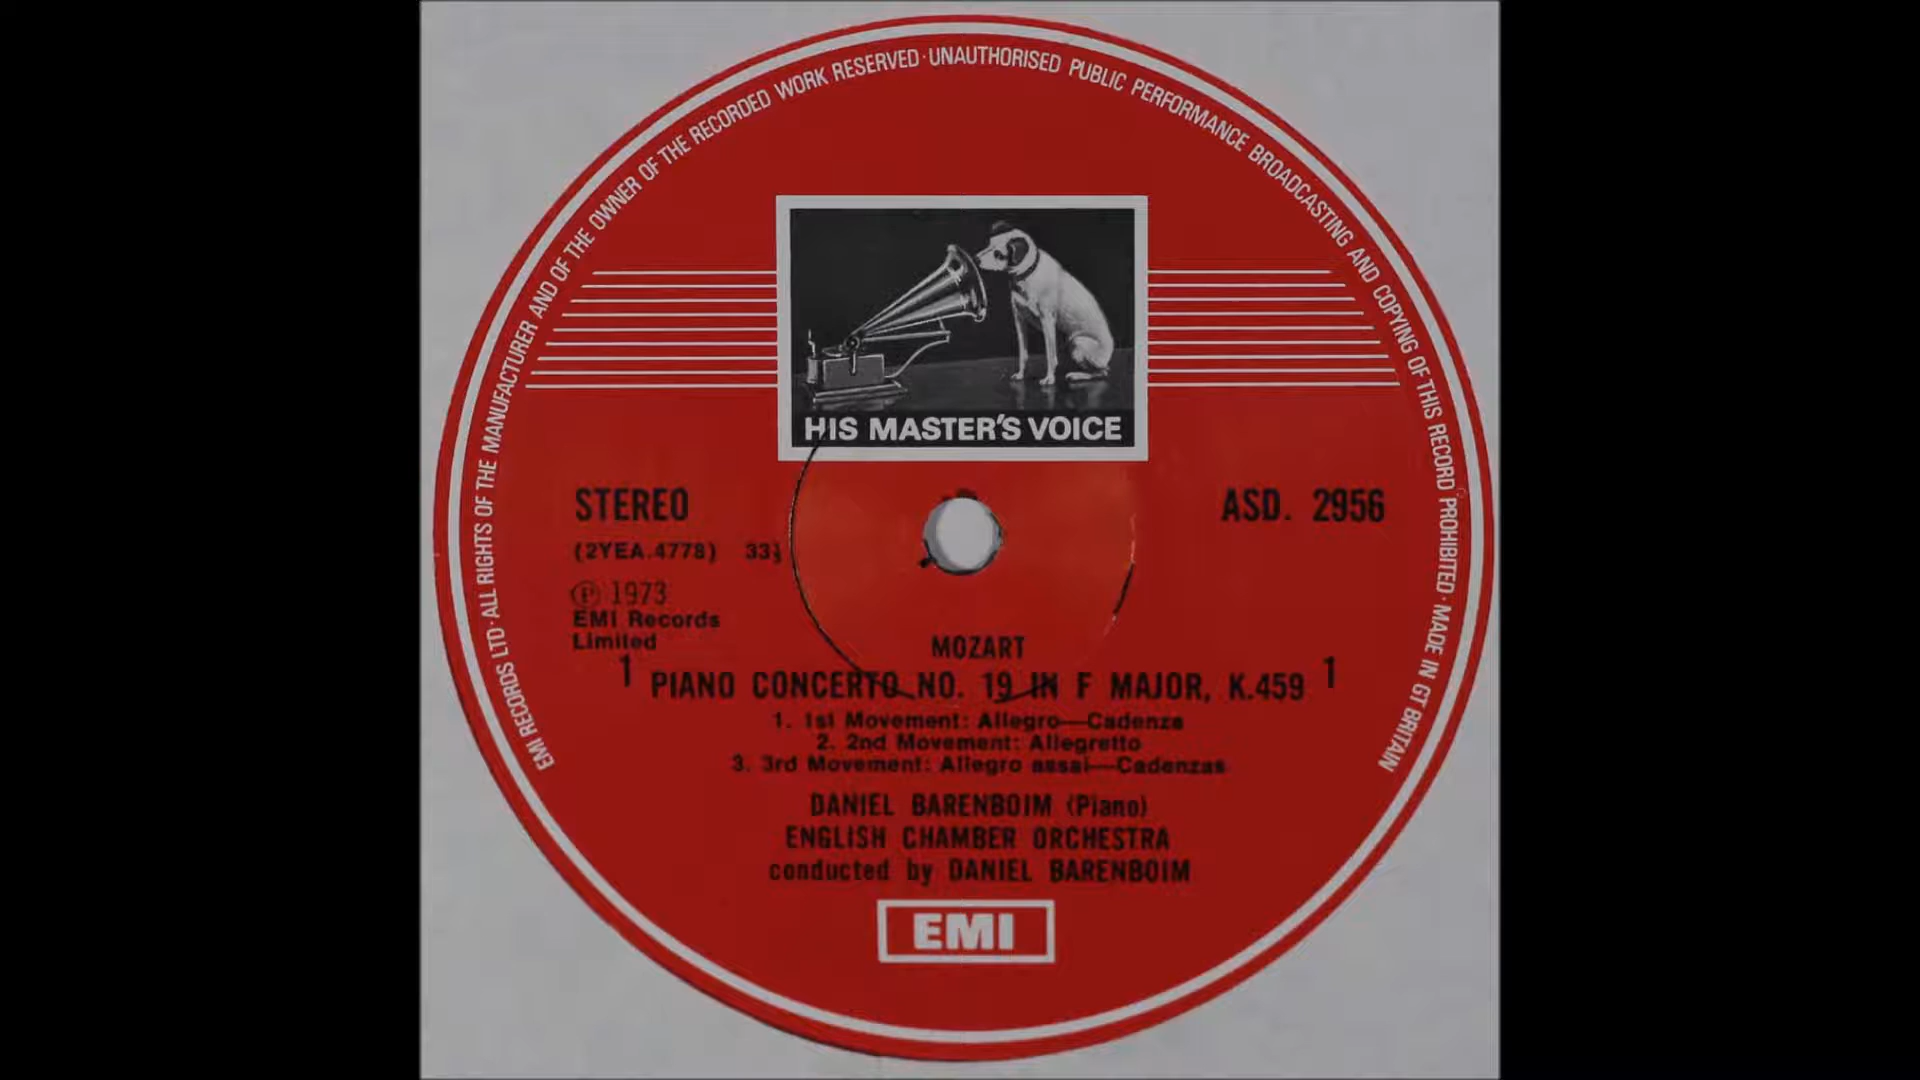 EMI RECORDS LTD · ALL RIGHTS OF THE MANUFACTURER AND OF THE OWNER OF THE RECORDED WORK RESERVED · UNAUTHORISED PUBLIC PERFORMANCE BROADCASTING AND COPYING OF THIS RECORD PROHIBITED · MADE IN GT BRITAIN
HIS MASTER'S VOICE
STEREO
ASD. 2956
(2YEA.4778) 33⅓
Ⓟ 1973
EMI Records
Limited
MOZART
1 PIANO CONCERTO NO. 19 IN F MAJOR, K.459 1
1. 1st Movement: Allegro—Cadenza
2. 2nd Movement: Allegretto
3. 3rd Movement: Allegro assai—Cadenzas
DANIEL BARENBOIM (Piano)
ENGLISH CHAMBER ORCHESTRA
conducted by DANIEL BARENBOIM
EMI